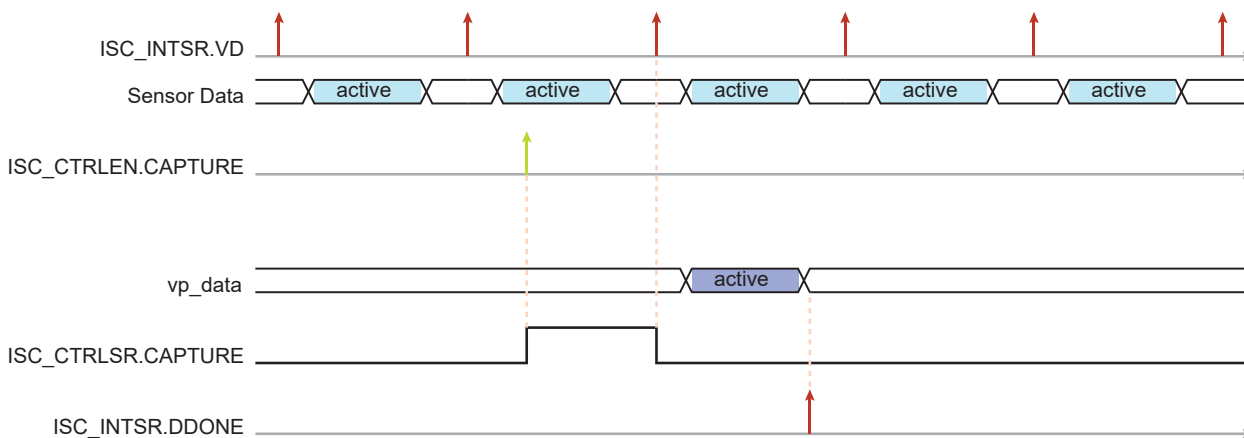 ISC_INTSR.VD
Sensor Data active active active active active
ISC_CTRLEN.CAPTURE
vp_data active
ISC_CTRLSR.CAPTURE
ISC_INTSR.DDONE